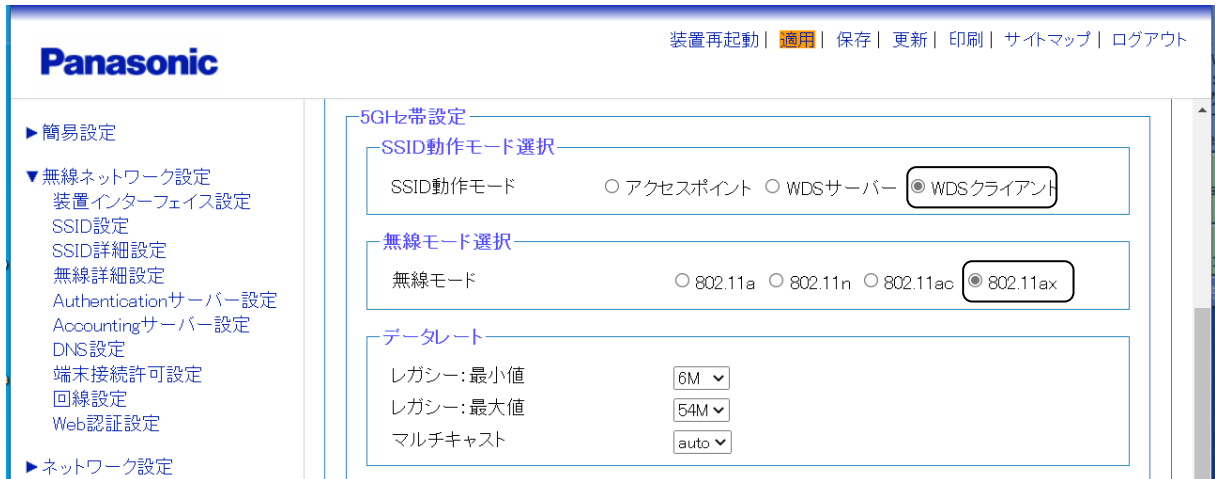 Panasonic
装置再起動| 適用| 保存| 更新| 印刷| サイトマップ| ログアウト
▶簡易設定
▼無線ネットワーク設定
装置インターフェイス設定
SSID設定
SSID詳細設定
無線詳細設定
Authenticationサーバー設定
Accountingサーバー設定
DNS設定
端末接続許可設定
回線設定
Web認証設定
▶ネットワーク設定
5GHz帯設定
SSID動作モード選択
SSID動作モード アクセスポイント WDSサーバー WDSクライアント
無線モード選択
無線モード 802.11a 802.11n 802.11ac 802.11ax
データレート
レガシー:最小値 6M
レガシー:最大値 54M
マルチキャスト auto